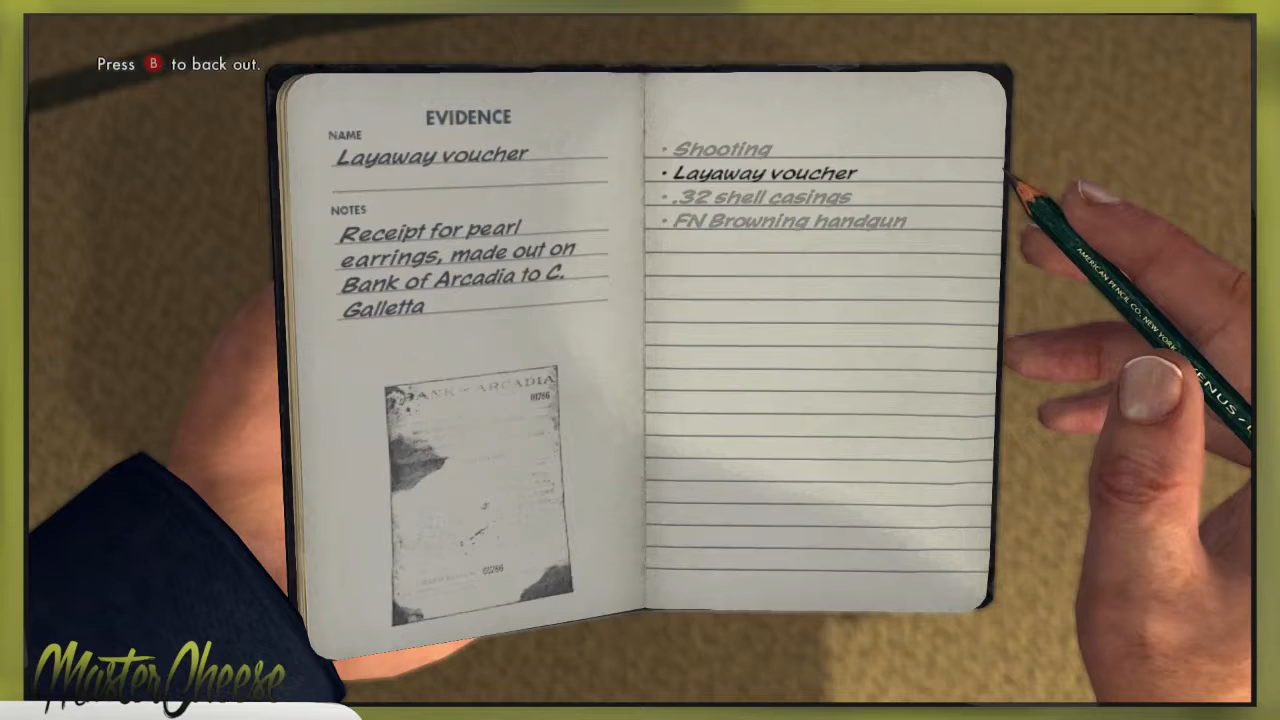 Press B to back out.
EVIDENCE
NAME
Layaway voucher
NOTES
Receipt for pearl
earrings, made out on
Bank of Arcadia to C.
Galletta
BANK OF ARCADIA
01786
01786
• Shooting
• Layaway voucher
• .32 shell casings
• FN Browning handgun
AMERICAN PENCIL CO. NEW YORK
VENUS
MasterCheese